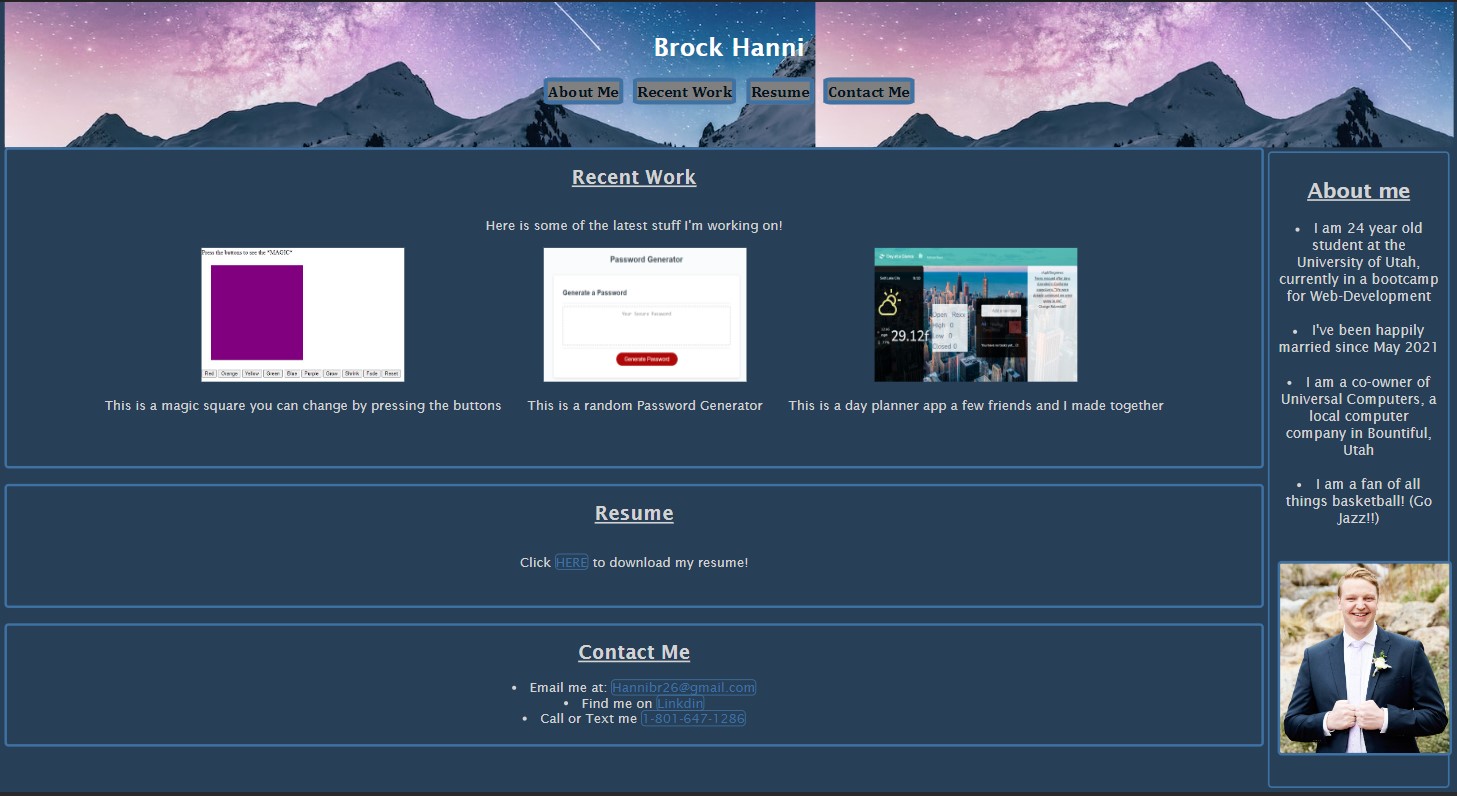 Brock Hanni
About Me Recent Work Resume Contact Me
Recent Work
Here is some of the latest stuff I'm working on!
Press the buttons to see the *MAGIC*
Red Orange Yellow Green Blue Purple Grow Shrink Fade Reset
This is a magic square you can change by pressing the buttons
Password Generator
Generate a Password
Your Secure Password
Generate Password
This is a random Password Generator
29.12f
Open
High 0
Low 0
Closed 0
This is a day planner app a few friends and I made together
Resume
Click HERE to download my resume!
Contact Me
• Email me at: Hannibr26@gmail.com
• Find me on Linkdin
• Call or Text me 1-801-647-1286
About me
• I am 24 year old
student at the
University of Utah,
currently in a bootcamp
for Web-Development
• I've been happily
married since May 2021
• I am a co-owner of
Universal Computers, a
local computer
company in Bountiful,
Utah
• I am a fan of all
things basketball! (Go
Jazz!!)